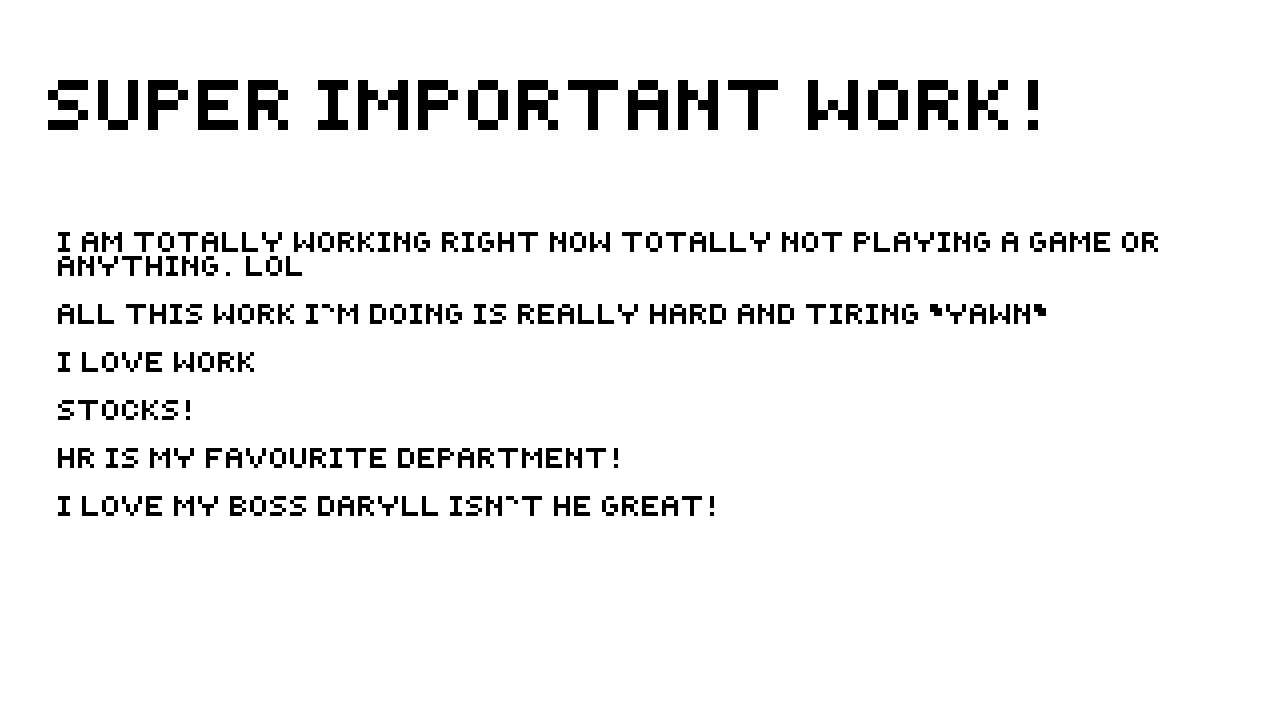 SUPER IMPORTANT WORK!
I AM TOTALLY WORKING RIGHT NOW TOTALLY NOT PLAYING A GAME OR
ANYTHING. LOL
ALL THIS WORK I'M DOING IS REALLY HARD AND TIRING *YAWN*
I LOVE WORK
STOCKS!
HR IS MY FAVOURITE DEPARTMENT!
I LOVE MY BOSS DARYLL ISN'T HE GREAT!